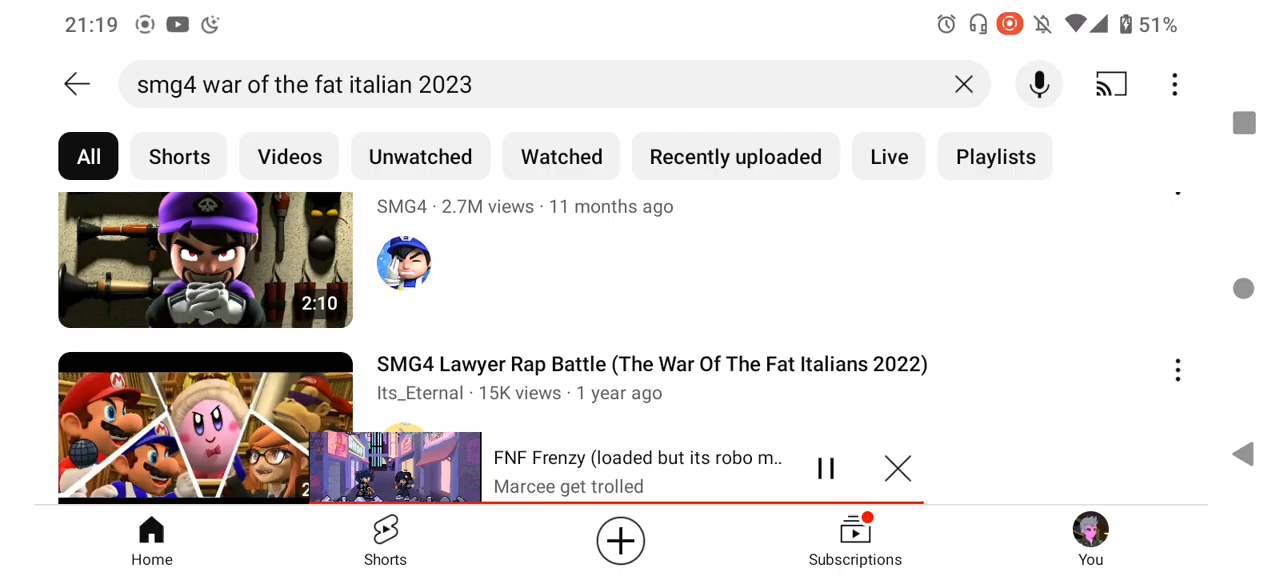 21:19
51%
smg4 war of the fat italian 2023
All Shorts Videos Unwatched Watched Recently uploaded Live Playlists
SMG4 · 2.7M views · 11 months ago
2:10
SMG4 Lawyer Rap Battle (The War Of The Fat Italians 2022)
Its_Eternal · 15K views · 1 year ago
2
FNF Frenzy (loaded but its robo m..
Marcee get trolled
Home Shorts Subscriptions You